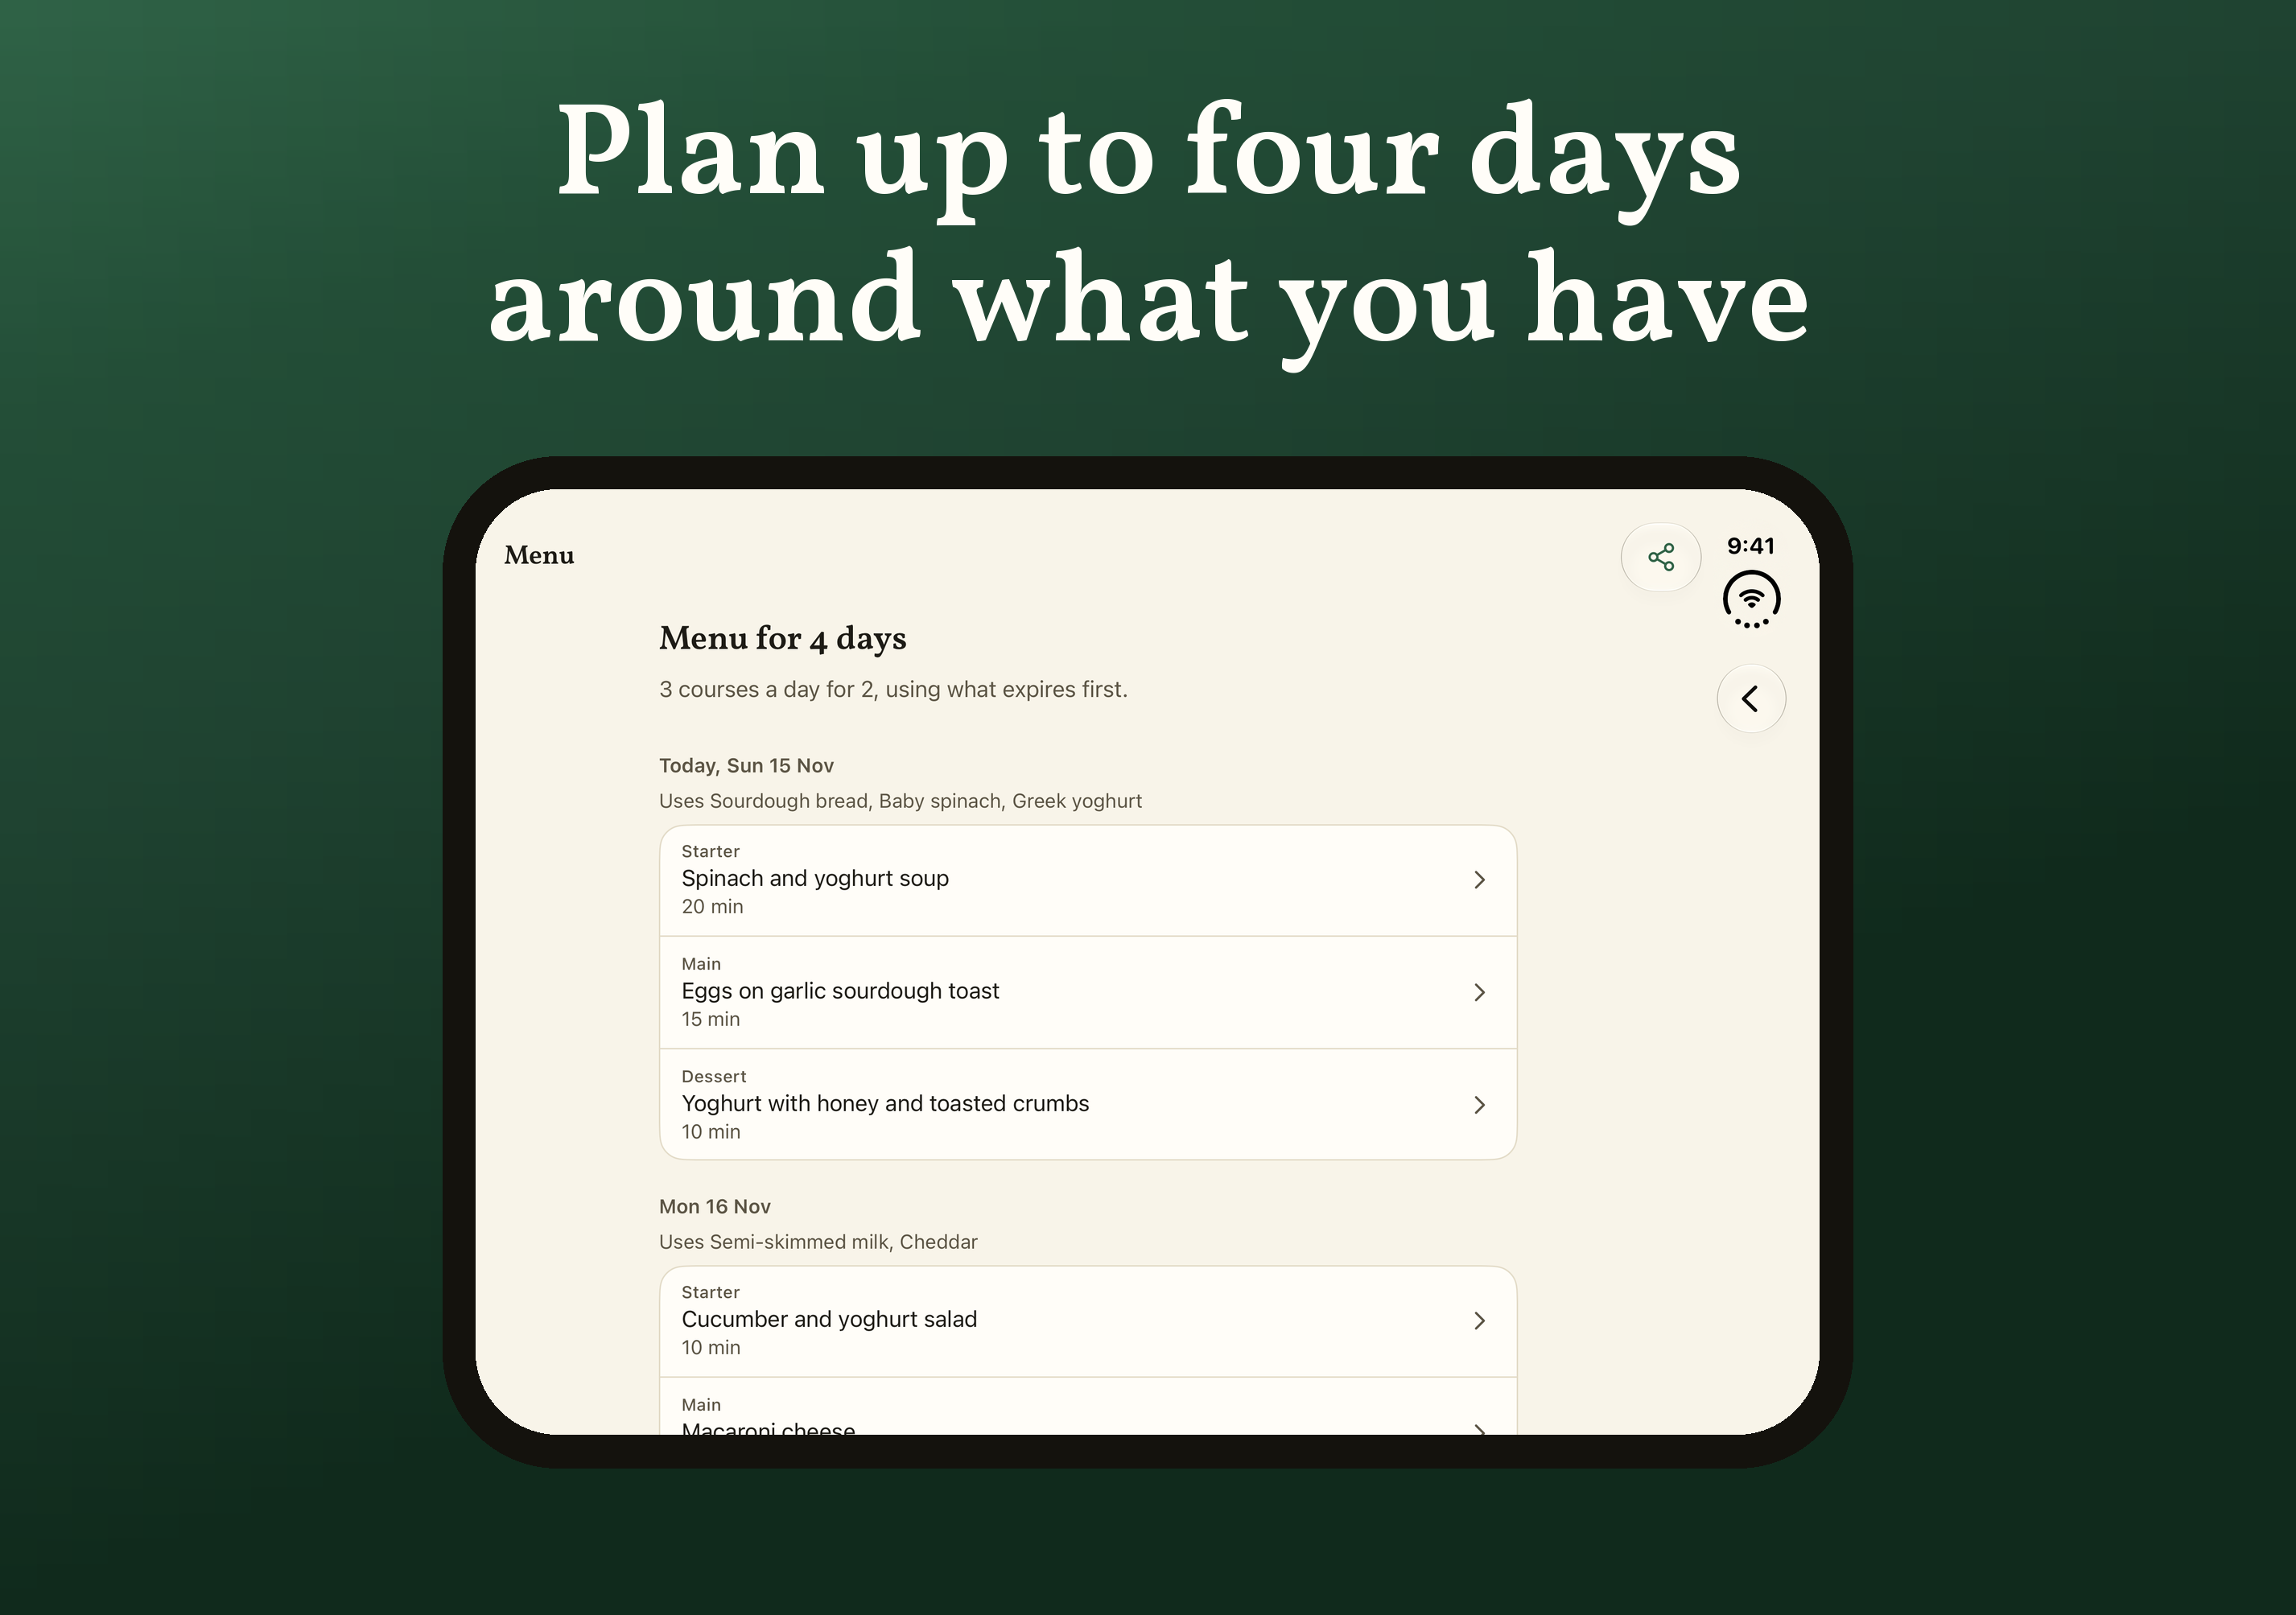 Plan up to four days
around what you have
Menu
9:41
Menu for 4 days
3 courses a day for 2, using what expires first.
Today, Sun 15 Nov
Uses Sourdough bread, Baby spinach, Greek yoghurt
Starter
Spinach and yoghurt soup
20 min
Main
Eggs on garlic sourdough toast
15 min
Dessert
Yoghurt with honey and toasted crumbs
10 min
Mon 16 Nov
Uses Semi-skimmed milk, Cheddar
Starter
Cucumber and yoghurt salad
10 min
Main
Macaroni cheese